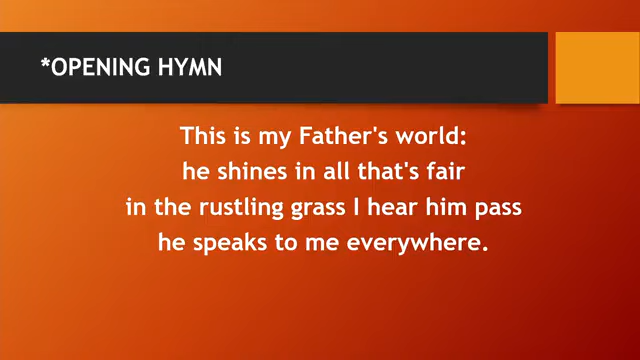 *OPENING HYMN
This is my Father's world:
he shines in all that's fair
in the rustling grass I hear him pass
he speaks to me everywhere.